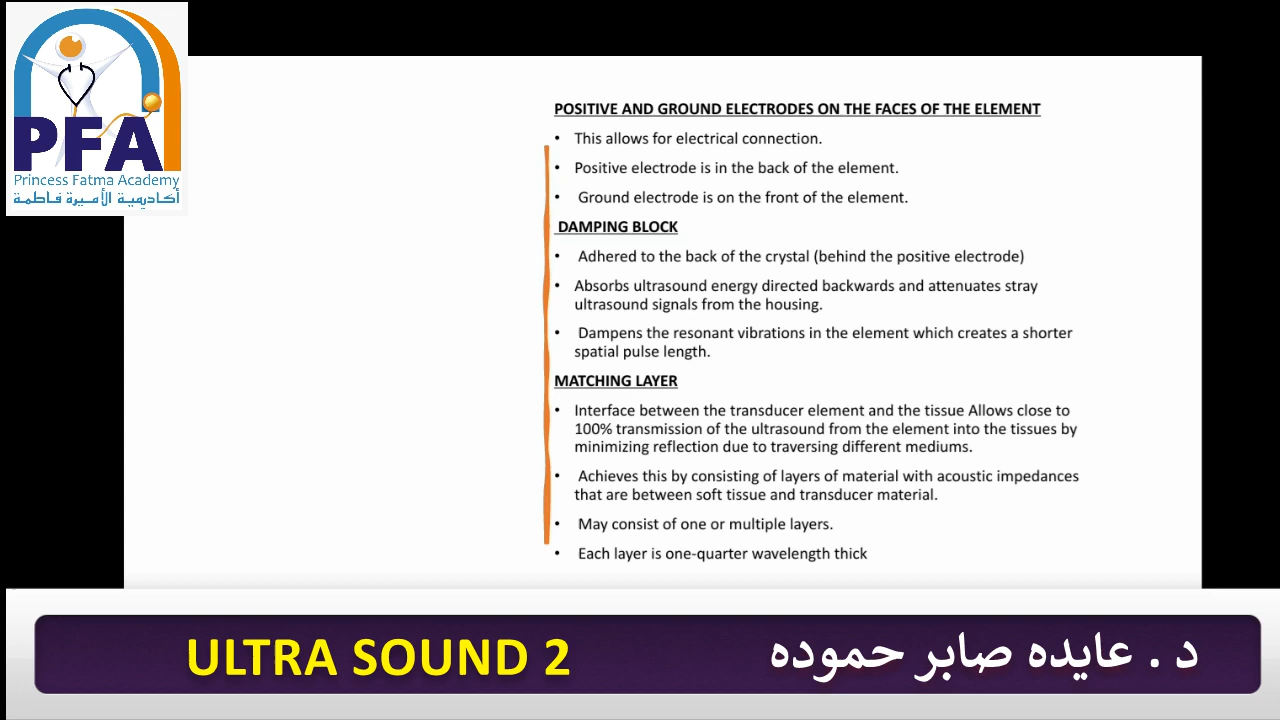 PFA
Princess Fatma Academy
أكاديمية الأميرة فاطمة
POSITIVE AND GROUND ELECTRODES ON THE FACES OF THE ELEMENT
• This allows for electrical connection.
• Positive electrode is in the back of the element.
• Ground electrode is on the front of the element.
DAMPING BLOCK
• Adhered to the back of the crystal (behind the positive electrode)
• Absorbs ultrasound energy directed backwards and attenuates stray
ultrasound signals from the housing.
• Dampens the resonant vibrations in the element which creates a shorter
spatial pulse length.
MATCHING LAYER
• Interface between the transducer element and the tissue Allows close to
100% transmission of the ultrasound from the element into the tissues by
minimizing reflection due to traversing different mediums.
• Achieves this by consisting of layers of material with acoustic impedances
that are between soft tissue and transducer material.
• May consist of one or multiple layers.
• Each layer is one-quarter wavelength thick
ULTRA SOUND 2
د . عايده صابر حموده